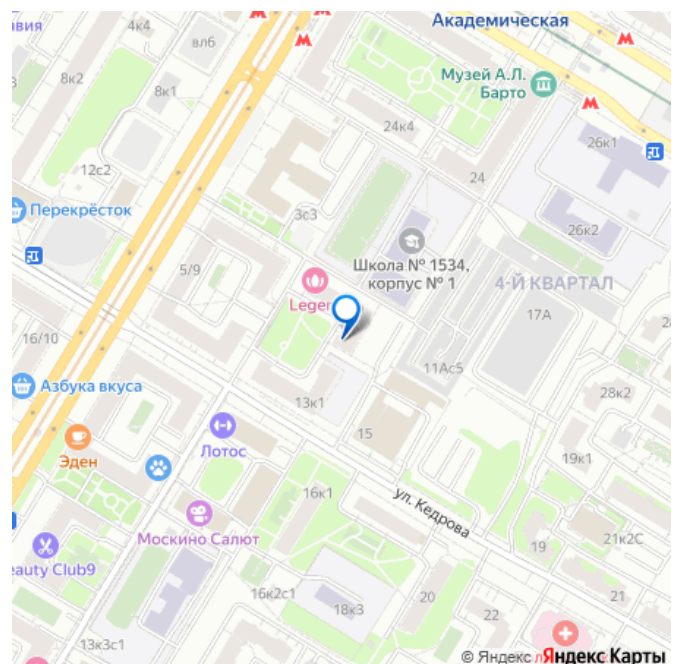 авия
4к4
вл6
Академическая
Музей А.Л.
Барто
8к2
8к1
24к4
26к1
12с2
24
Перекрёсток
3с3
26к2
Школа № 1534,
корпус № 1
4-Й КВАРТАЛ
5/9
Leger
17А
16/10
11Ас5
Азбука вкуса
28к2
13к1
Лотос
15
Эден
19к1
16к1
ул. Кедрова
Москино Салют
21к2С
19
eauty Club9
16к2с1
20
21
18к3
22
13к3с1
© Яндекс
Яндекс Карты